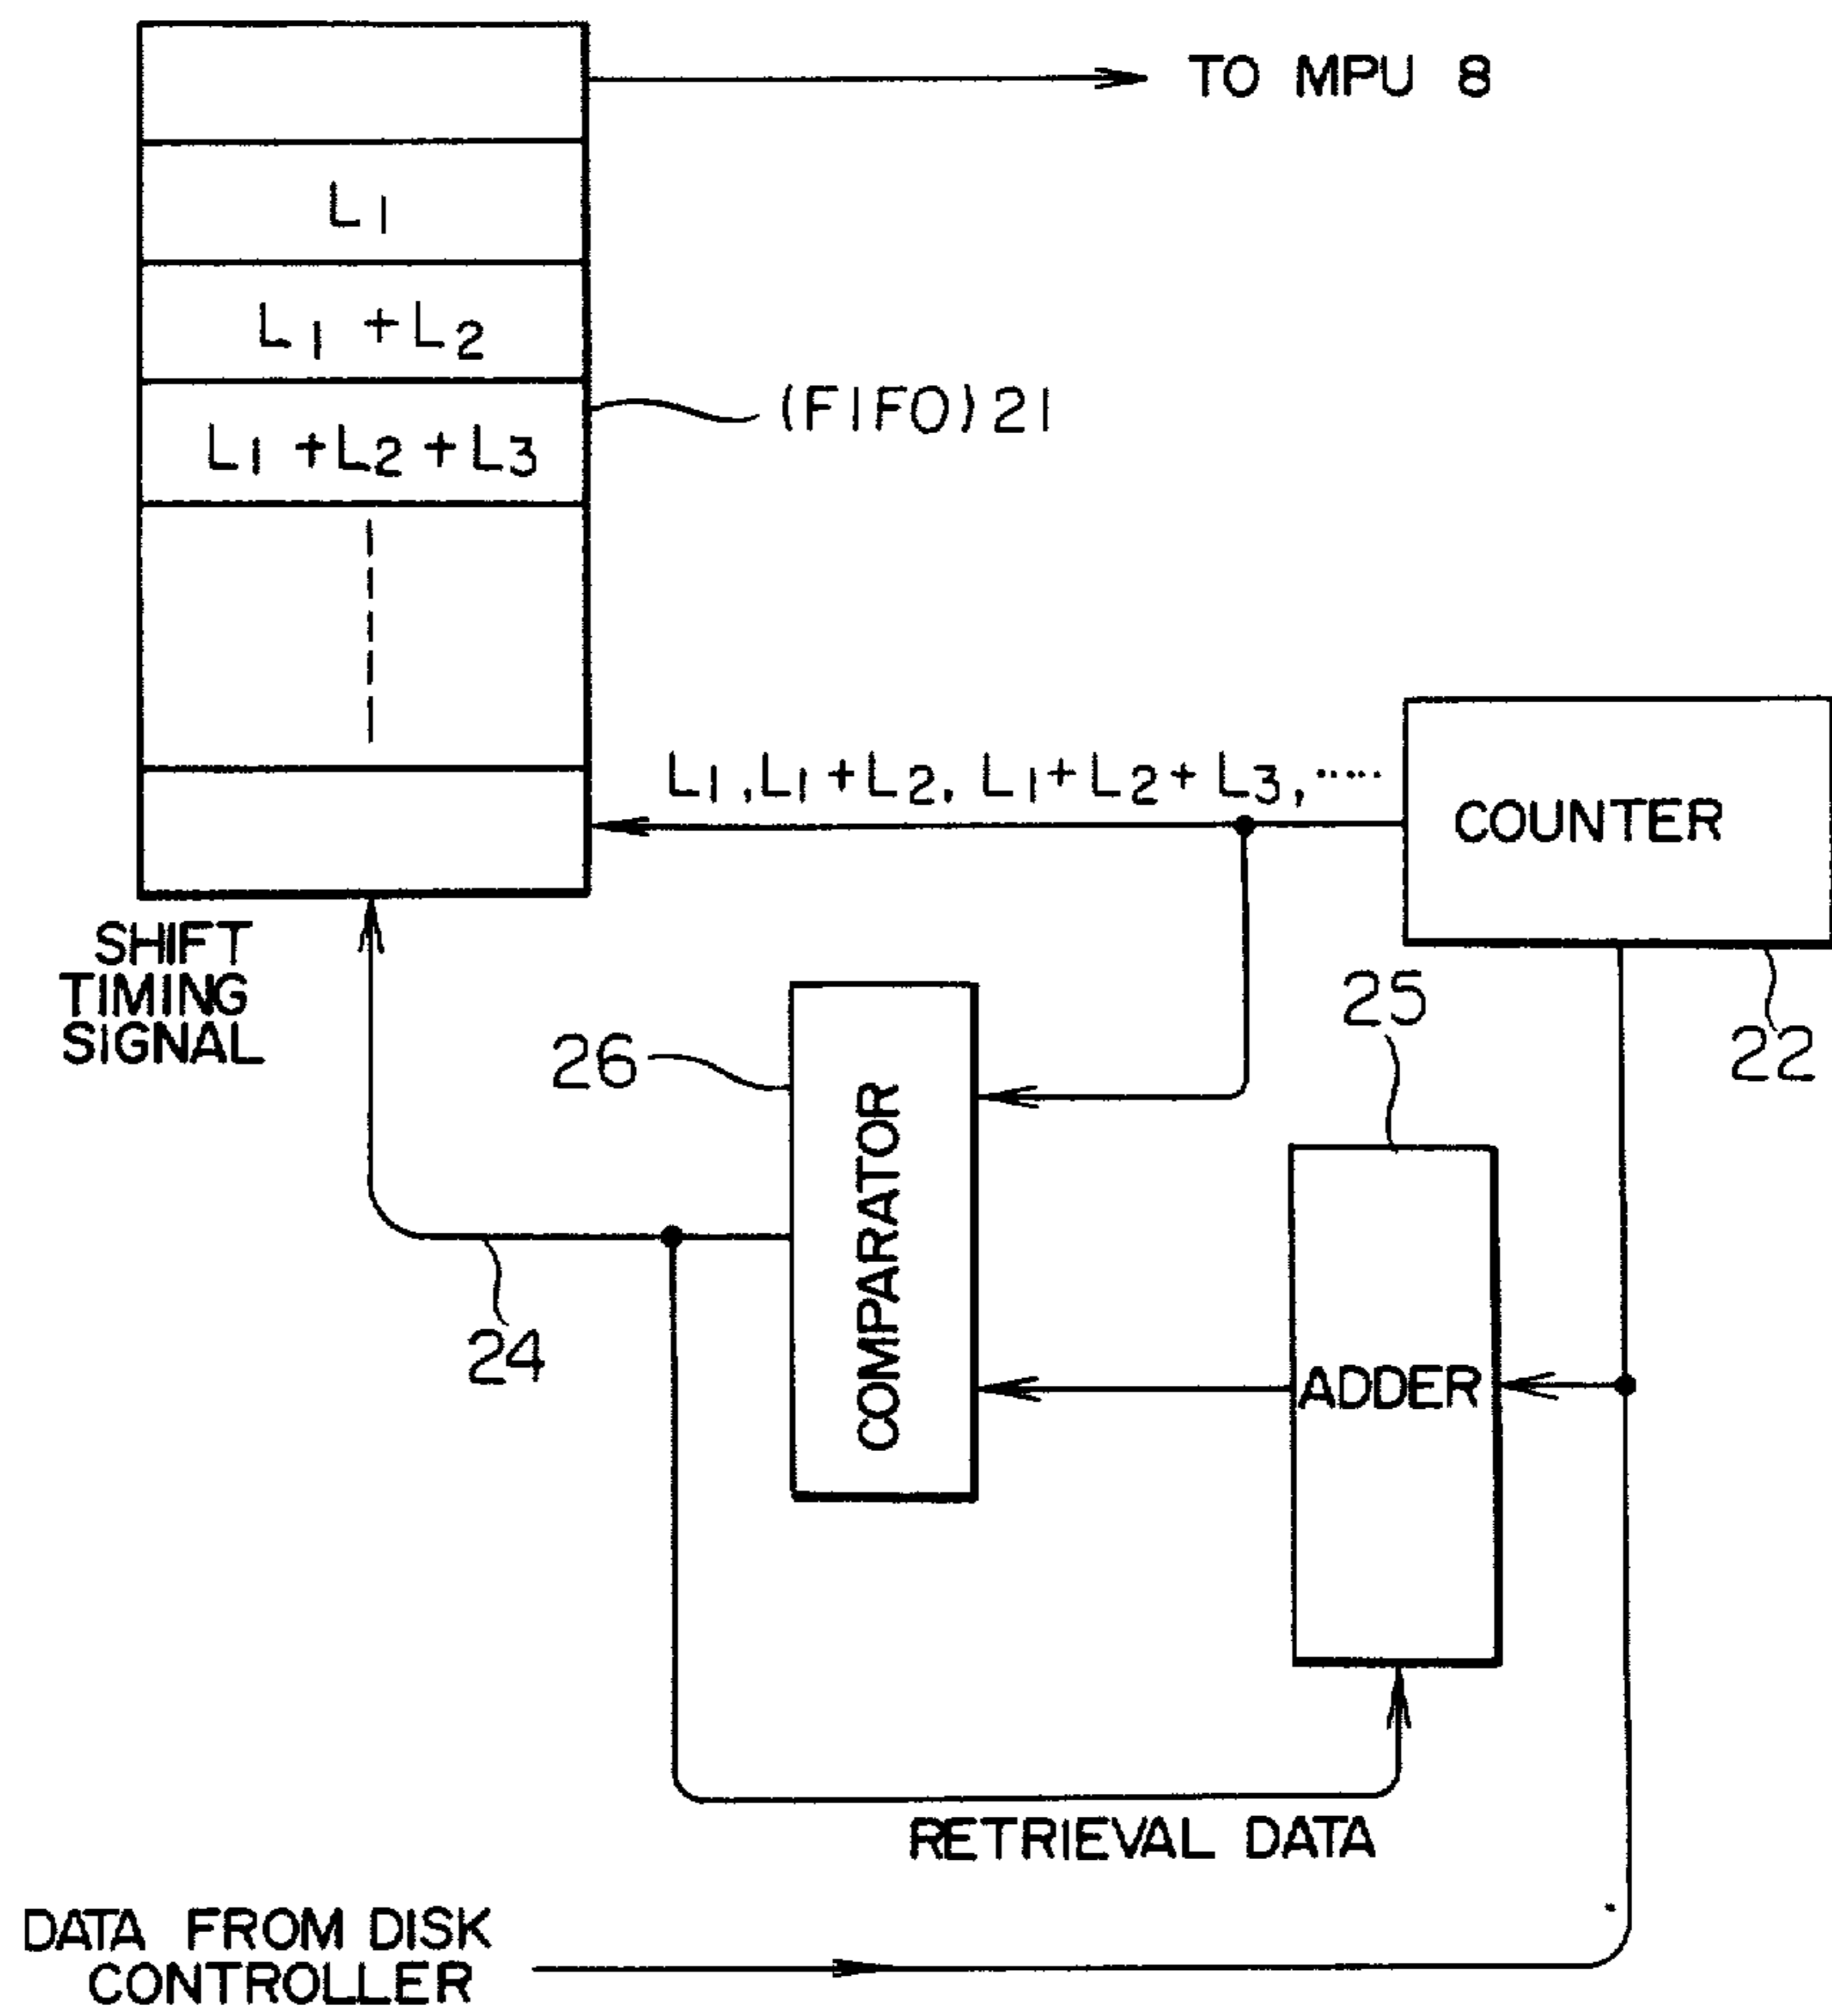 TO MPU 8
L1
L1 + L2
L1 + L2 + L3
(FIFO) 21
L1, L1 + L2, L1 + L2 + L3, .....
COUNTER
SHIFT
TIMING
SIGNAL
25
22
26
COMPARATOR
24
ADDER
RETRIEVAL DATA
DATA FROM DISK
CONTROLLER